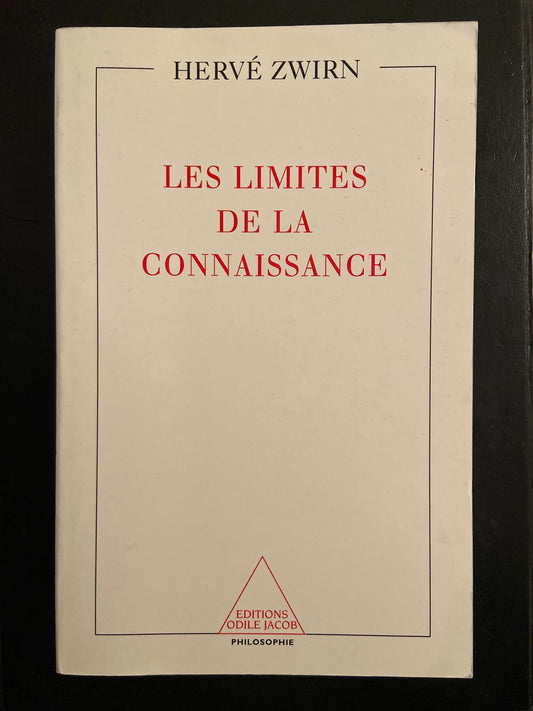 HERVÉ ZWIRN
LES LIMITES
DE LA
CONNAISSANCE
EDITIONS
ODILE JACOB
PHILOSOPHIE